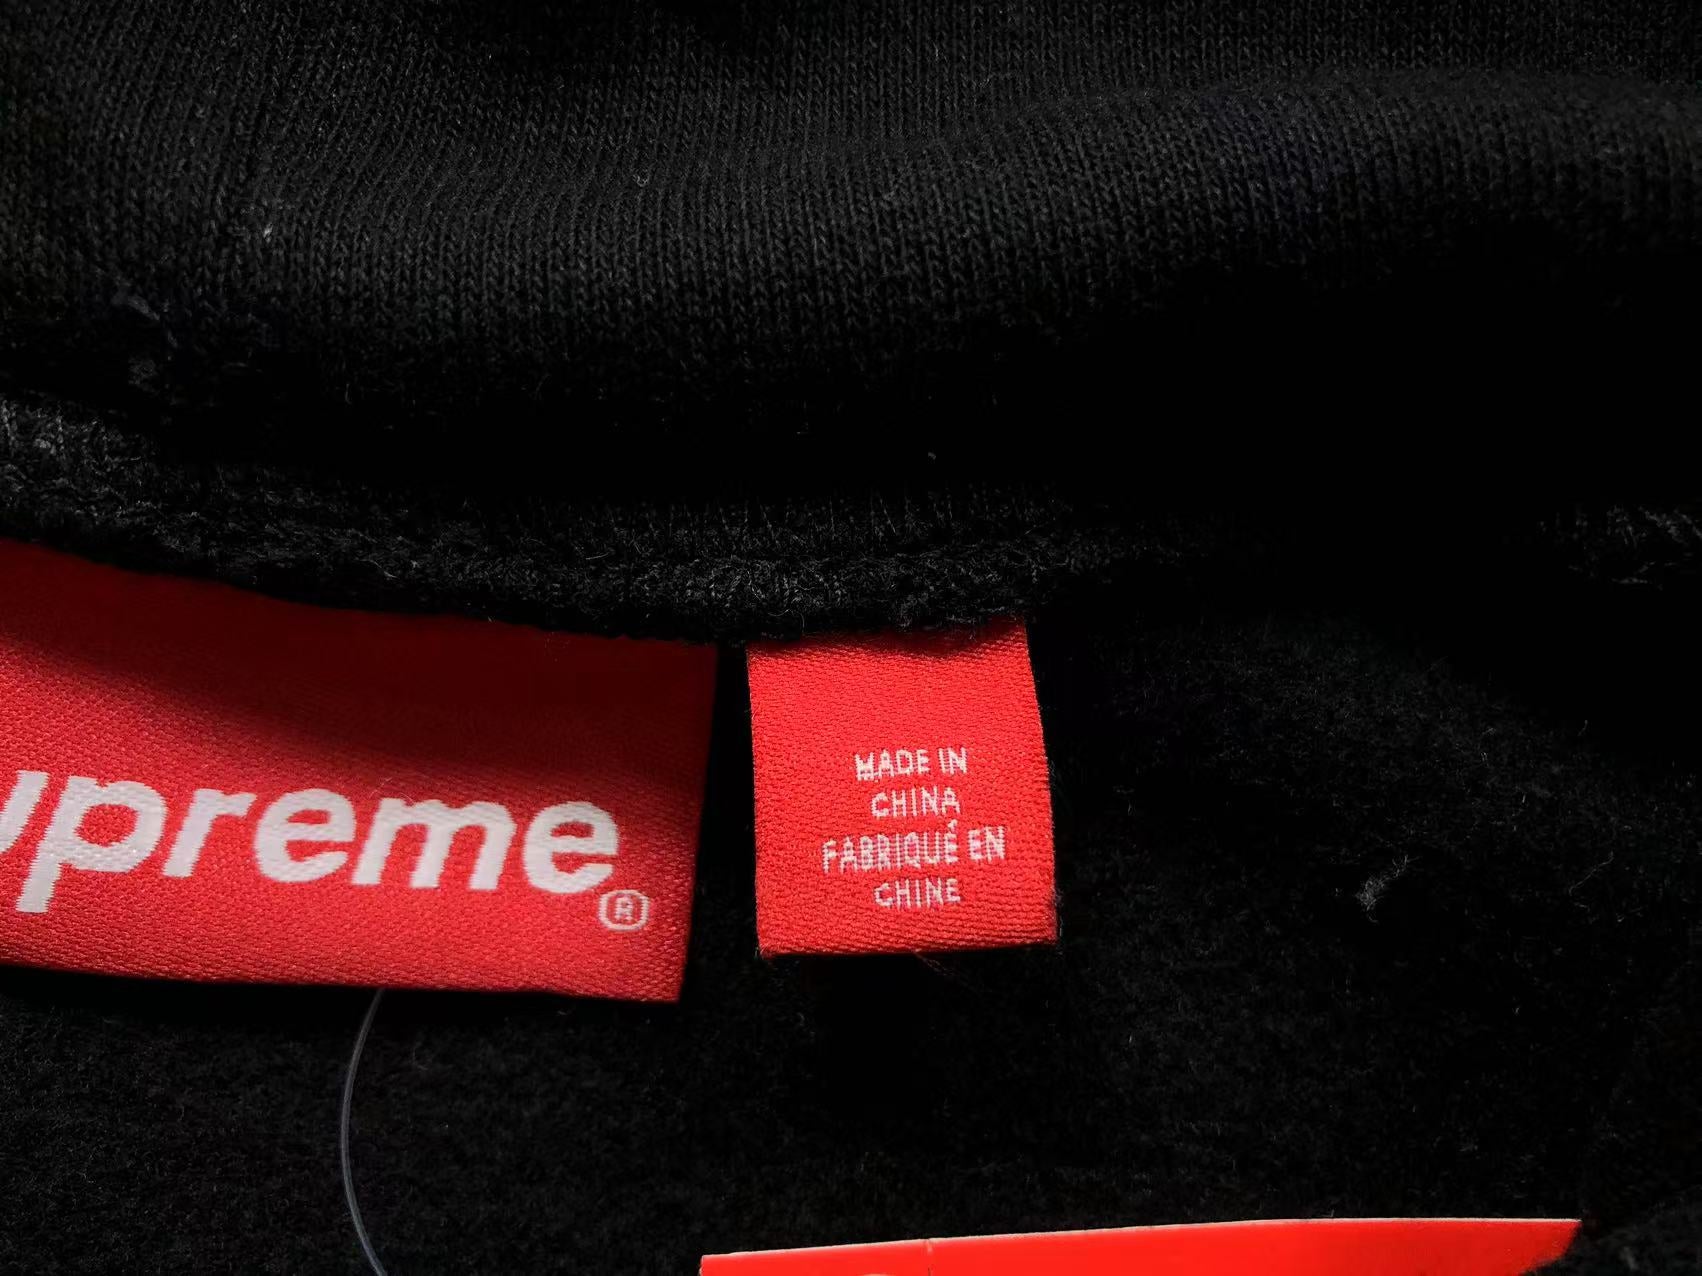 upreme
®
MADE IN
CHINA
FABRIQUÉ EN
CHINE